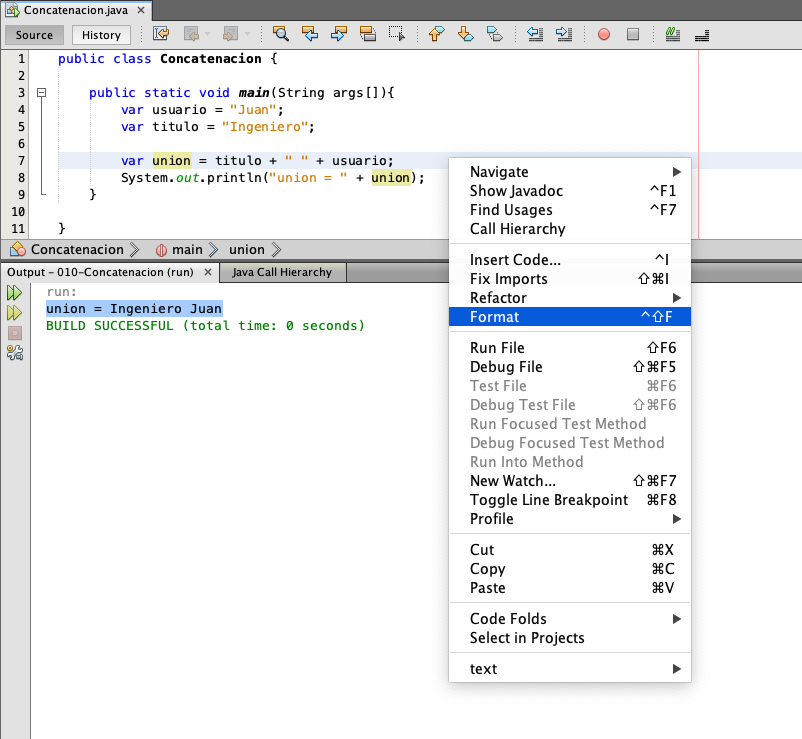 Concatenacion.java ×
Source History
1 public class Concatenacion {
2
3 public static void main(String args[]){
4 var usuario = "Juan";
5 var titulo = "Ingeniero";
6
7 var union = titulo + " " + usuario;
8 System.out.println("union = " + union);
9 }
10
11 }
Concatenacion main union
Output - 010-Concatenacion (run) × Java Call Hierarchy
run:
union = Ingeniero Juan
BUILD SUCCESSFUL (total time: 0 seconds)
Navigate
Show Javadoc ^F1
Find Usages ^F7
Call Hierarchy
Insert Code... ^I
Fix Imports ⇧⌘I
Refactor
Format ^⇧F
Run File ⇧F6
Debug File ⇧⌘F5
Test File ⌘F6
Debug Test File ⇧⌘F6
Run Focused Test Method
Debug Focused Test Method
Run Into Method
New Watch... ⇧⌘F7
Toggle Line Breakpoint ⌘F8
Profile
Cut ⌘X
Copy ⌘C
Paste ⌘V
Code Folds
Select in Projects
text